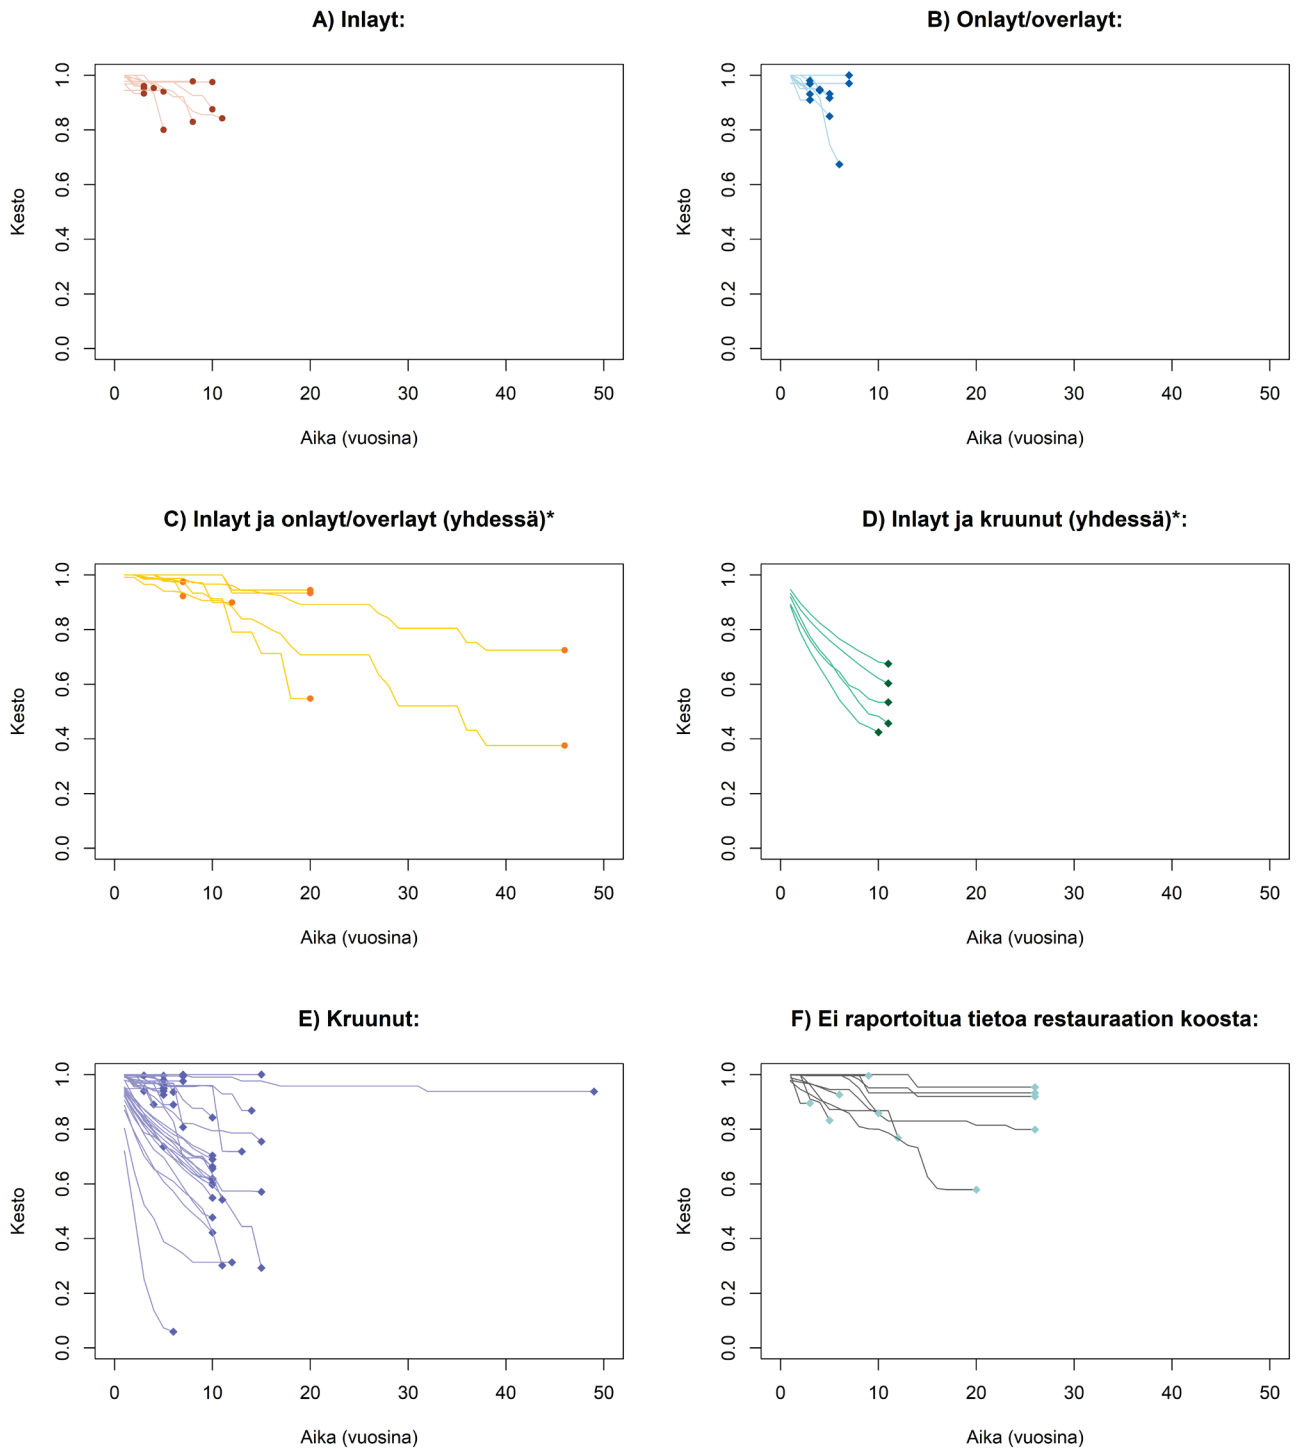 A) Inlayt:
1.0
0.8
0.6
0.4
0.2
0.0
Kesto
0 10 20 30 40 50
Aika (vuosina)
B) Onlayt/overlayt:
1.0
0.8
0.6
0.4
0.2
0.0
Kesto
0 10 20 30 40 50
Aika (vuosina)
C) Inlayt ja onlayt/overlayt (yhdessä)*
1.0
0.8
0.6
0.4
0.2
0.0
Kesto
0 10 20 30 40 50
Aika (vuosina)
D) Inlayt ja kruunut (yhdessä)*:
1.0
0.8
0.6
0.4
0.2
0.0
Kesto
0 10 20 30 40 50
Aika (vuosina)
E) Kruunut:
1.0
0.8
0.6
0.4
0.2
0.0
Kesto
0 10 20 30 40 50
Aika (vuosina)
F) Ei raportoitua tietoa restauraation koosta:
1.0
0.8
0.6
0.4
0.2
0.0
Kesto
0 10 20 30 40 50
Aika (vuosina)